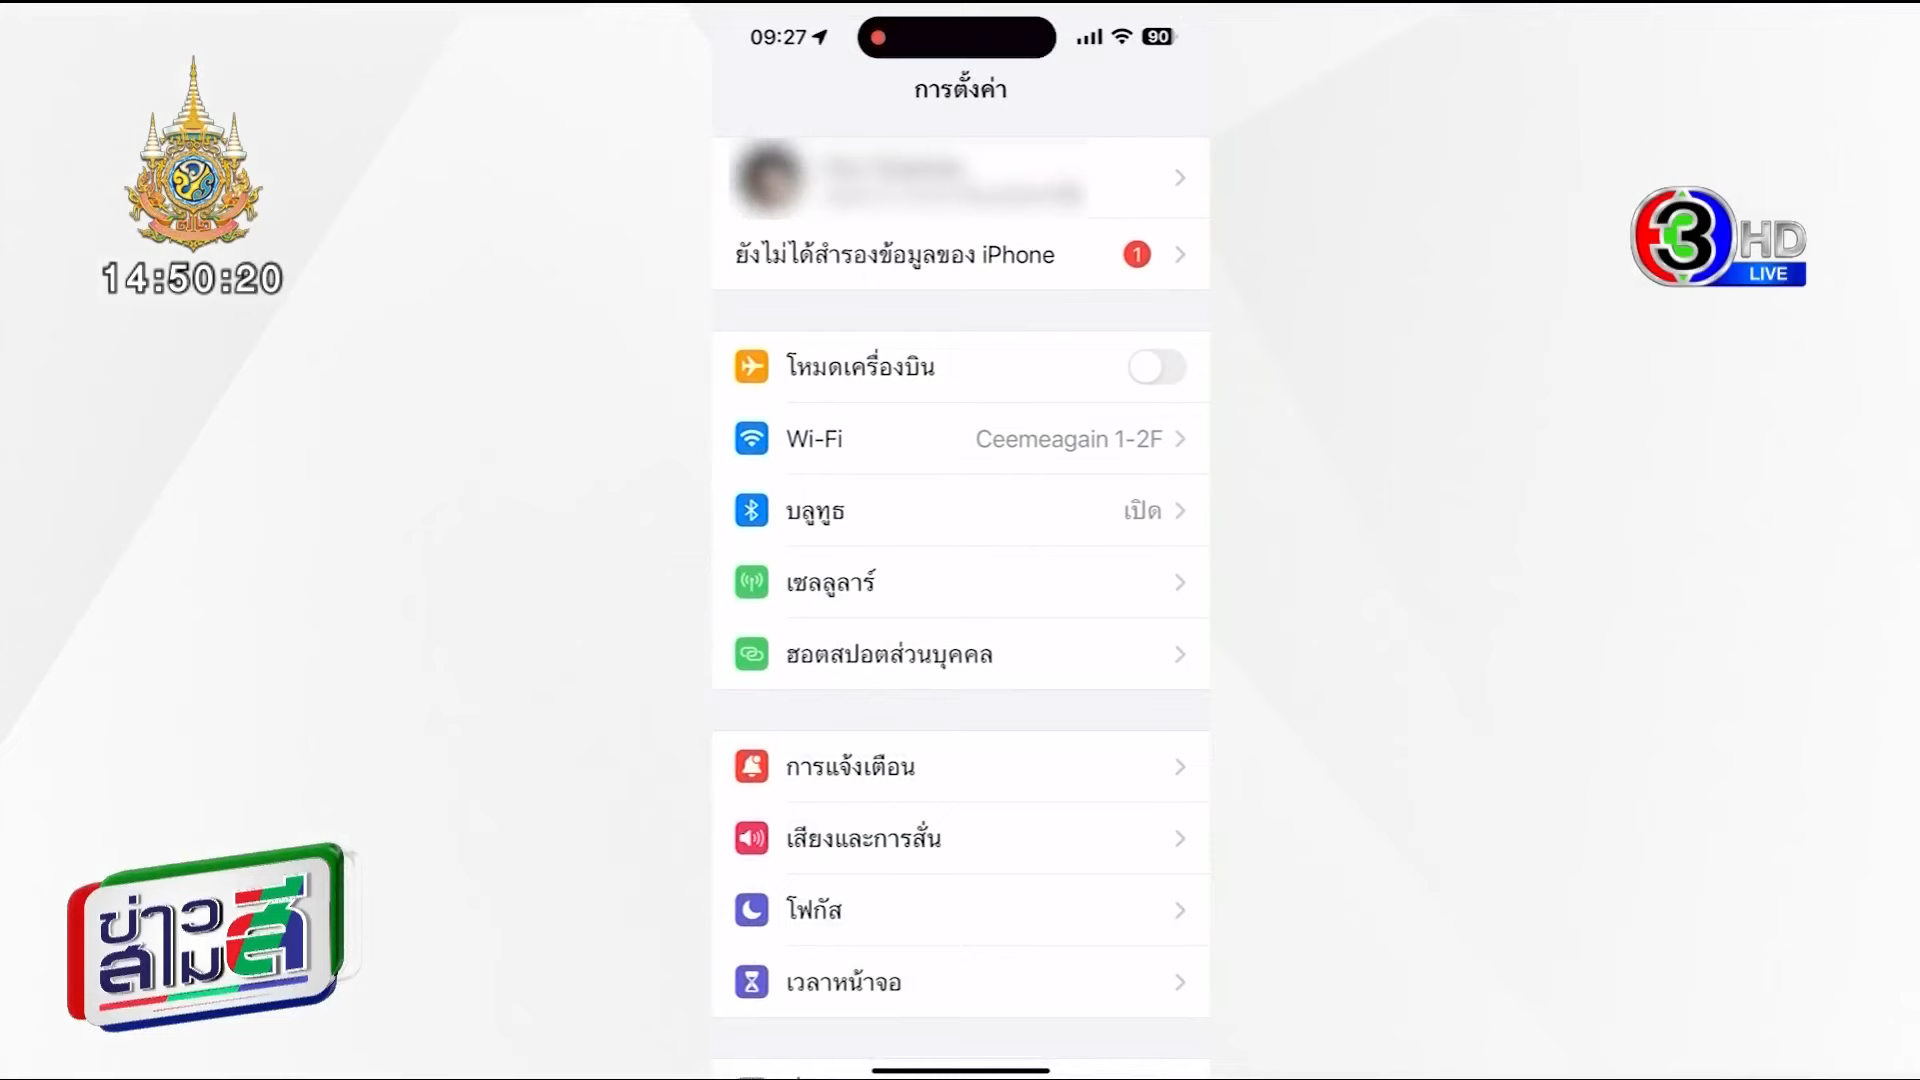 09:27
90
การตั้งค่า
14:50:20
3 HD
LIVE
ยังไม่ได้สำรองข้อมูลของ iPhone
1
โหมดเครื่องบิน
Wi-Fi
Ceemeagain 1-2F
บลูทูธ
เปิด
เซลลูลาร์
ฮอตสปอตส่วนบุคคล
การแจ้งเตือน
เสียงและการสั่น
โฟกัส
เวลาหน้าจอ
ข่าว
สามสี